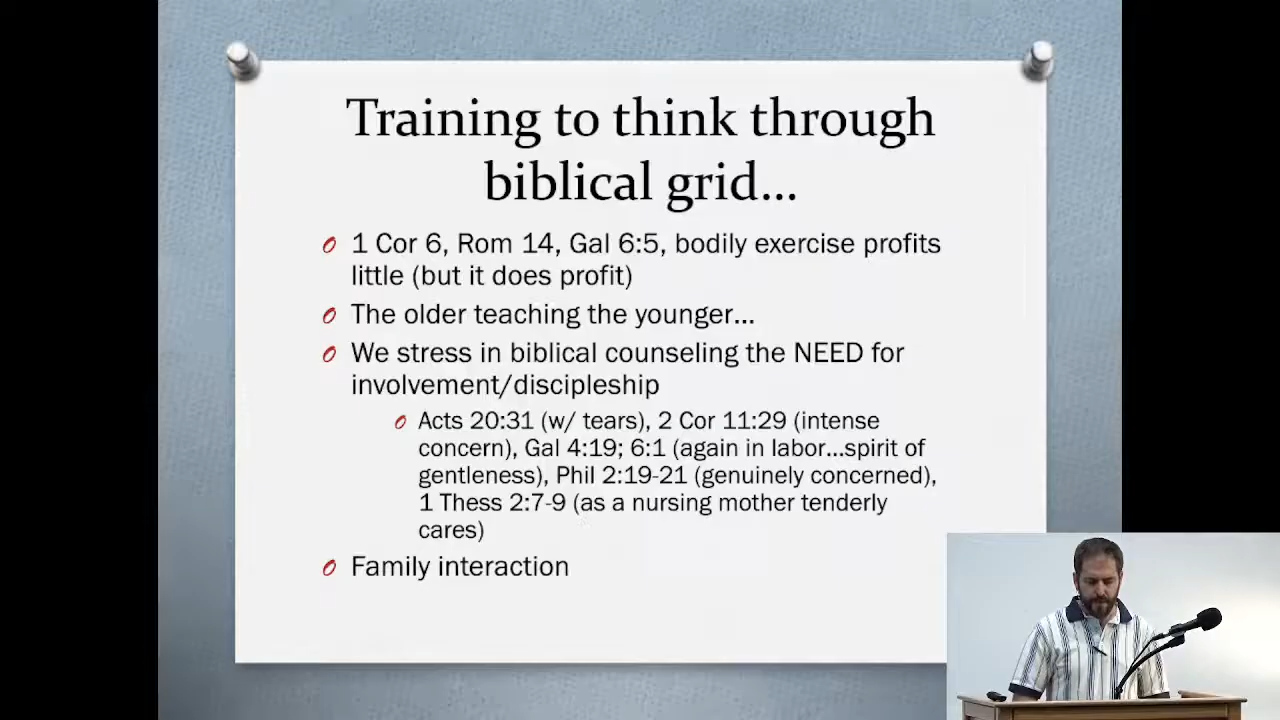 Training to think through
biblical grid...
1 Cor 6, Rom 14, Gal 6:5, bodily exercise profits
little (but it does profit)
The older teaching the younger...
We stress in biblical counseling the NEED for
involvement/discipleship
Acts 20:31 (w/ tears), 2 Cor 11:29 (intense
concern), Gal 4:19; 6:1 (again in labor...spirit of
gentleness), Phil 2:19-21 (genuinely concerned),
1 Thess 2:7-9 (as a nursing mother tenderly
cares)
Family interaction